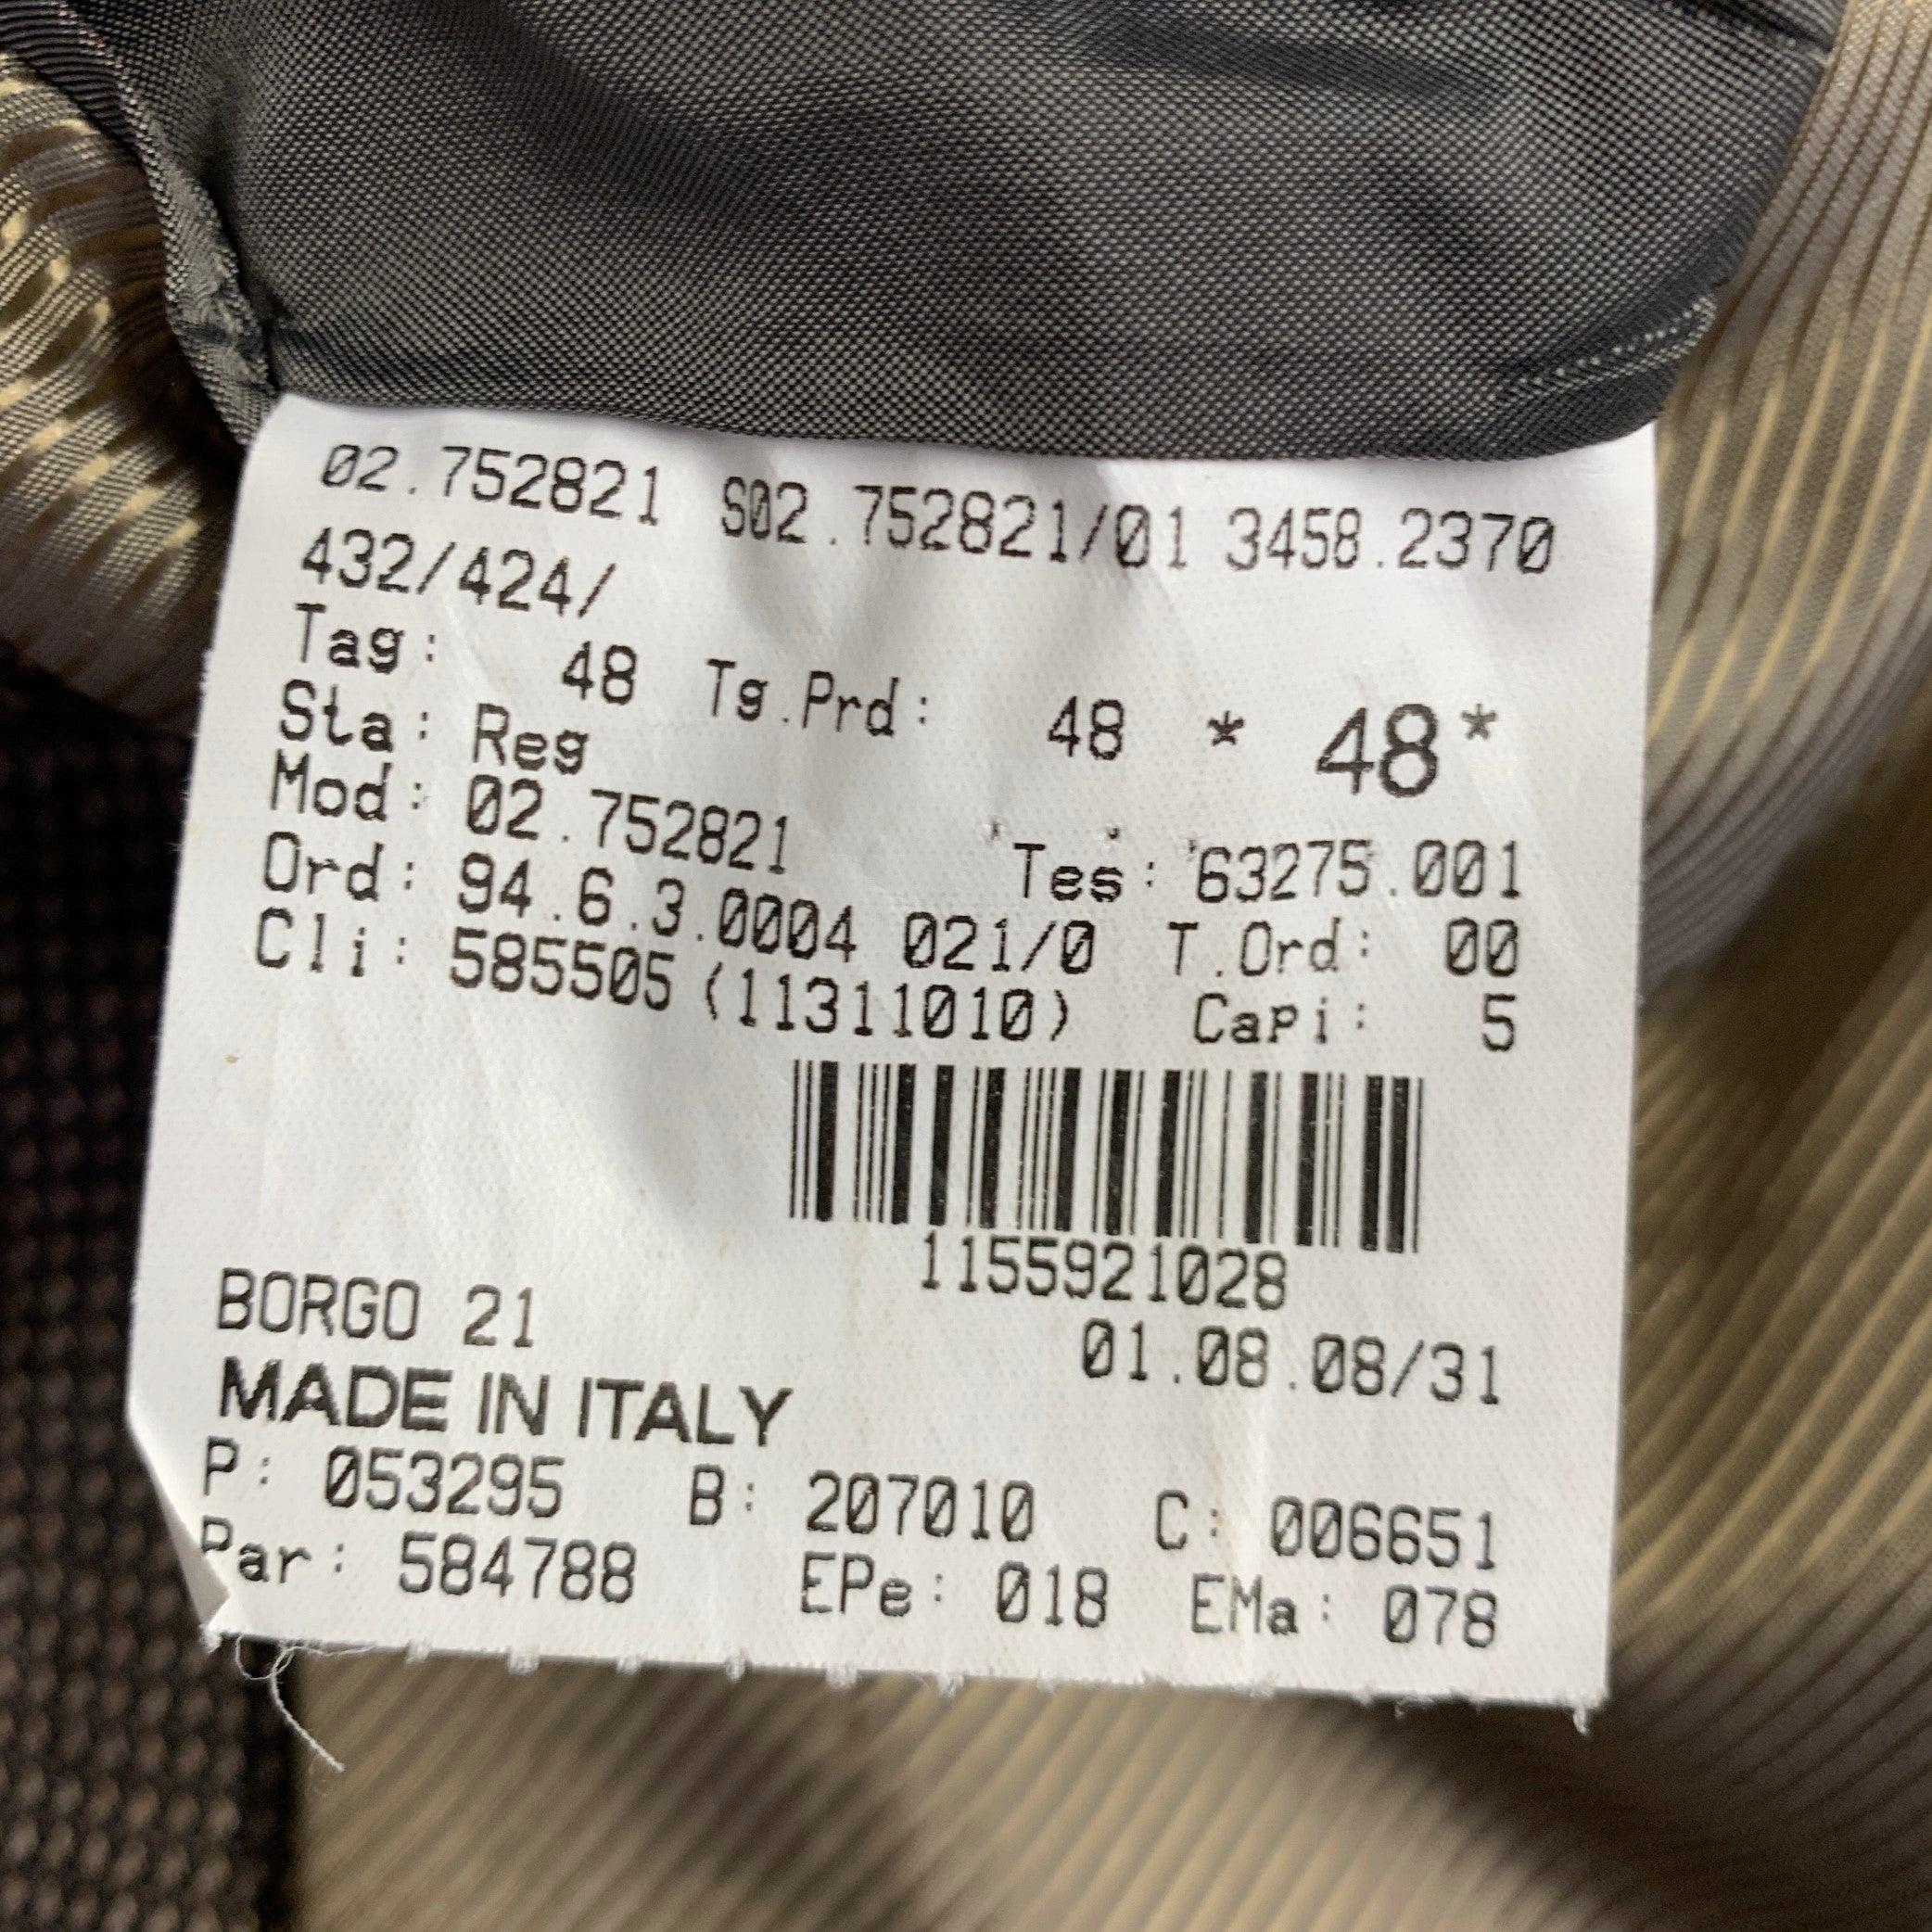 02.752821 S02.752821/01 3458.2370
432/424/
Tag: 48 Tg.Prd: 48 * 48*
Sta: Reg
Mod: 02.752821 Tes: 63275.001
Ord: 94.6.3.0004 021/0 T.Ord: 00
Cli: 585505 (11311010) Capi: 5
1155921028
BORGO 21 01.08.08/31
MADE IN ITALY
P: 053295 B: 207010 C: 006651
Par: 584788 EPe: 018 EMa: 078